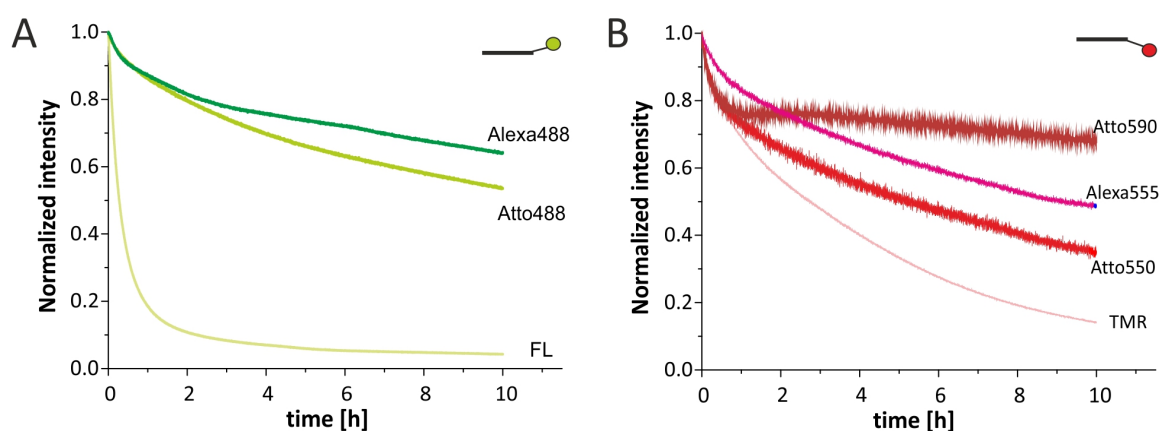 A
Normalized intensity
1.0
0.8
0.6
0.4
0.2
0.0
Alexa488
Atto488
FL
0 2 4 6 8 10
time [h]
B
Normalized intensity
1.0
0.8
0.6
0.4
0.2
0.0
Atto590
Alexa555
Atto550
TMR
0 2 4 6 8 10
time [h]